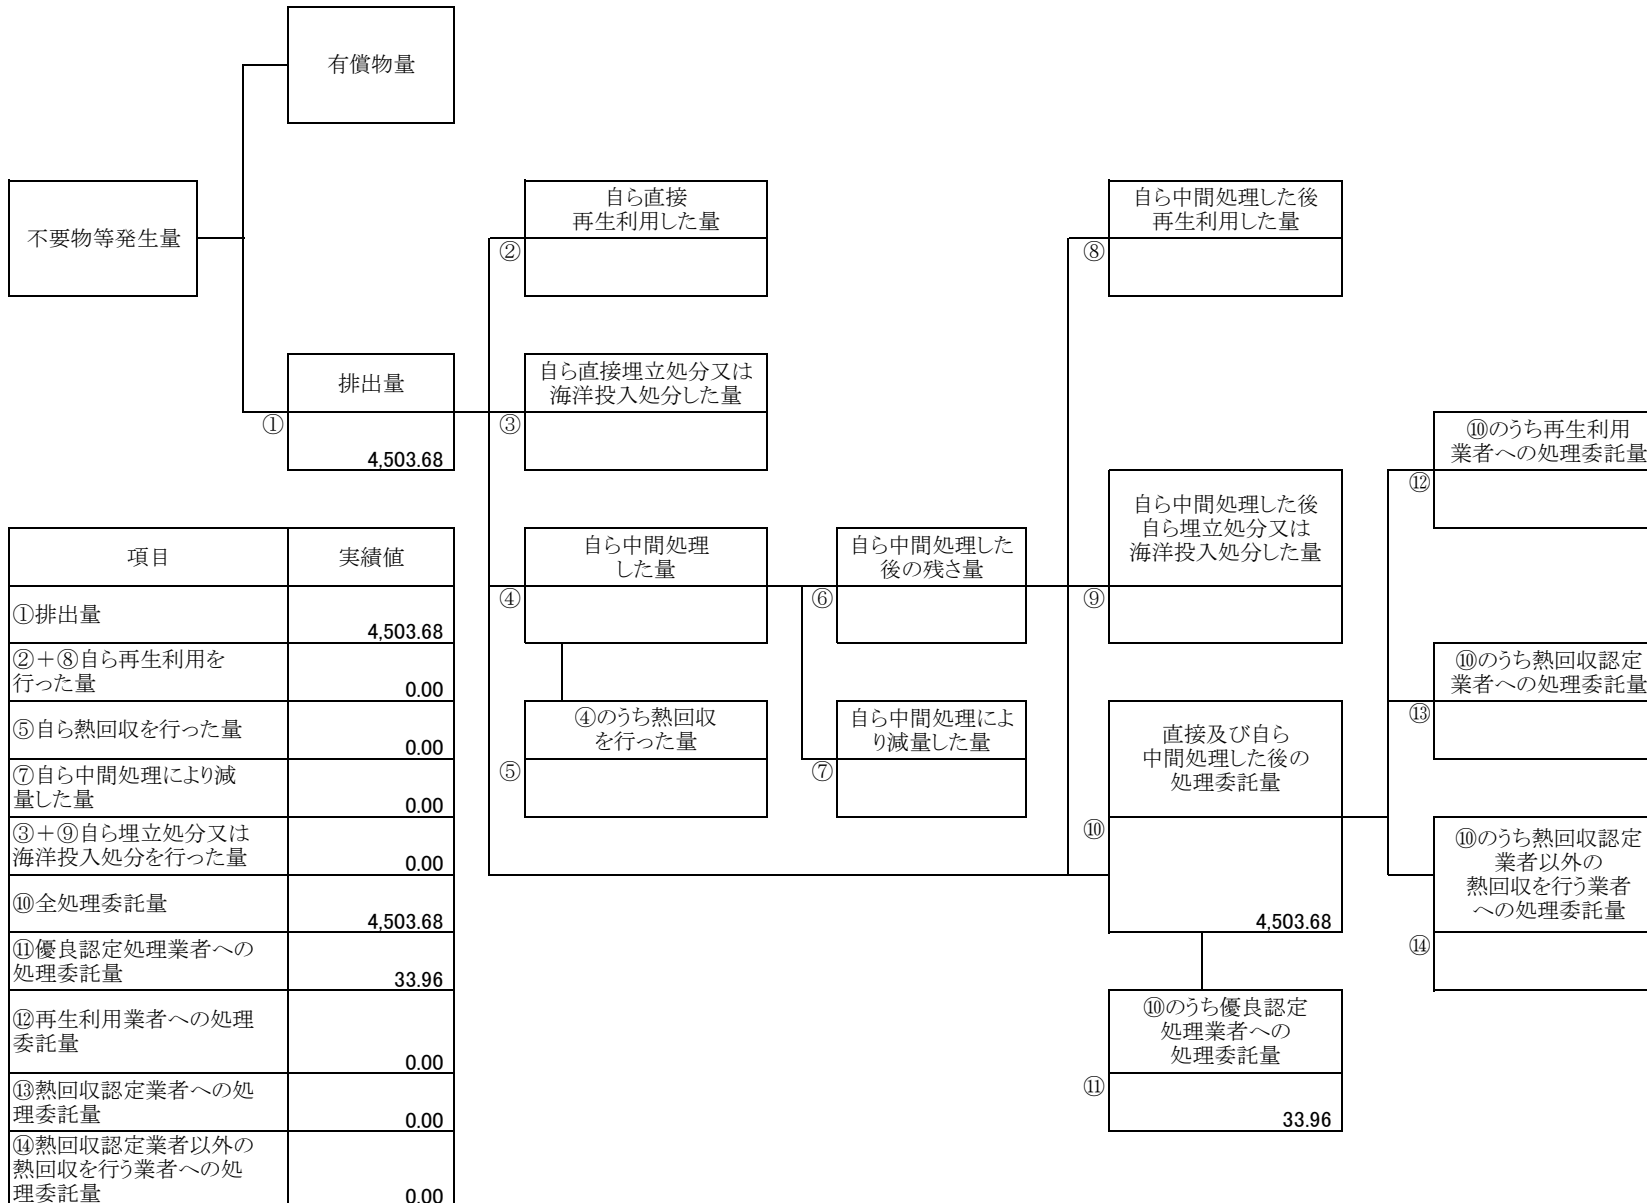 有償物量
不要物等発生量
自ら直接
再生利用した量
②
自ら中間処理した後
再生利用した量
⑧
排出量
①
4,503.68
自ら直接埋立処分又は
海洋投入処分した量
③
⑩のうち再生利用
業者への処理委託量
⑫
自ら中間処理
した量
④
自ら中間処理した
後の残さ量
⑥
自ら中間処理した後
自ら埋立処分又は
海洋投入処分した量
⑨
⑩のうち熱回収認定
業者への処理委託量
⑬
④のうち熱回収
を行った量
⑤
自ら中間処理によ
り減量した量
⑦
直接及び自ら
中間処理した後の
処理委託量
⑩
4,503.68
⑩のうち熱回収認定
業者以外の
熱回収を行う業者
への処理委託量
⑭
⑩のうち優良認定
処理業者への
処理委託量
⑪
33.96
項目 実績値
①排出量
4,503.68
②+⑧自ら再生利用を
行った量
0.00
⑤自ら熱回収を行った量
0.00
⑦自ら中間処理により減
量した量
0.00
③+⑨自ら埋立処分又は
海洋投入処分を行った量
0.00
⑩全処理委託量
4,503.68
⑪優良認定処理業者への
処理委託量
33.96
⑫再生利用業者への処理
委託量
0.00
⑬熱回収認定業者への処
理委託量
0.00
⑭熱回収認定業者以外の
熱回収を行う業者への処
理委託量
0.00